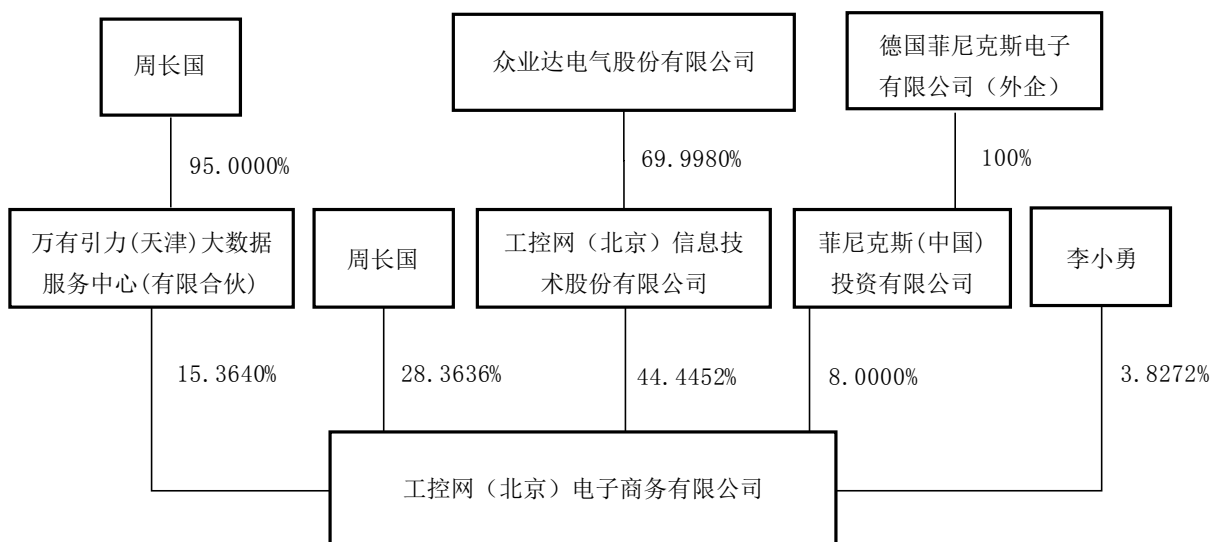 周长国
众业达电气股份有限公司
德国菲尼克斯电子
有限公司（外企）
95.0000%
69.9980%
100%
万有引力(天津)大数据
服务中心(有限合伙)
周长国
工控网（北京）信息技
术股份有限公司
菲尼克斯(中国)
投资有限公司
李小勇
15.3640%
28.3636%
44.4452%
8.0000%
3.8272%
工控网（北京）电子商务有限公司